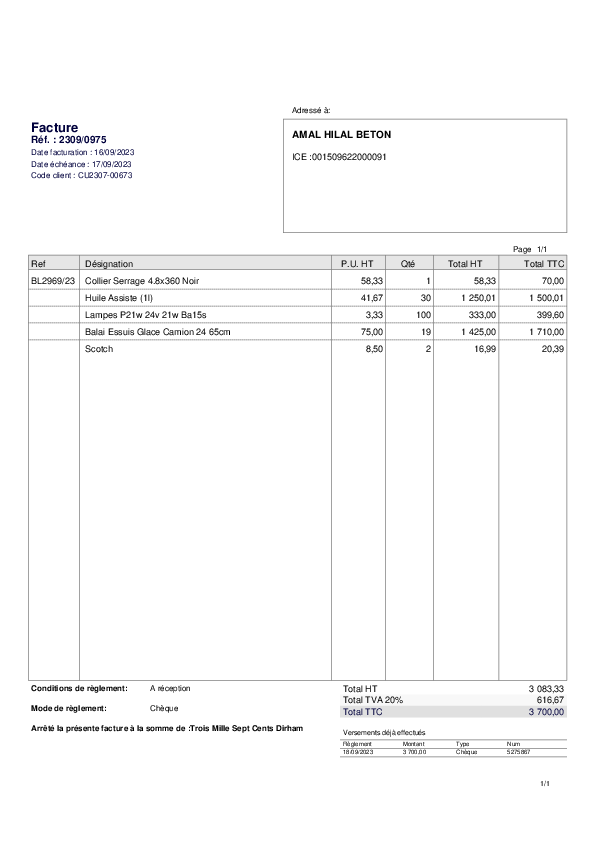 Adressé à:
Facture
Réf. : 2309/0975
Date facturation : 16/09/2023
Date échéance : 17/09/2023
Code client : CU2307-00673
AMAL HILAL BETON
ICE :001509622000091
Page 1/1
Ref Désignation P.U. HT Qté Total HT Total TTC
BL2969/23 Collier Serrage 4.8x360 Noir 58,33 1 58,33 70,00
Huile Assiste (1l) 41,67 30 1 250,01 1 500,01
Lampes P21w 24v 21w Ba15s 3,33 100 333,00 399,60
Balai Essuis Glace Camion 24 65cm 75,00 19 1 425,00 1 710,00
Scotch 8,50 2 16,99 20,39
Conditions de règlement: A réception
Mode de règlement: Chèque
Arrêté la présente facture à la somme de :Trois Mille Sept Cents Dirham
Total HT 3 083,33
Total TVA 20% 616,67
Total TTC 3 700,00
Versements déjà effectués
Règlement Montant Type Num
18/09/2023 3 700,00 Chèque 5275867
1/1